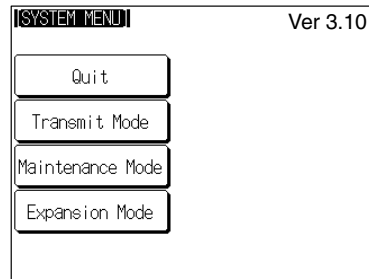 [SYSTEM MENU]
Ver 3.10
Quit
Transmit Mode
Maintenance Mode
Expansion Mode